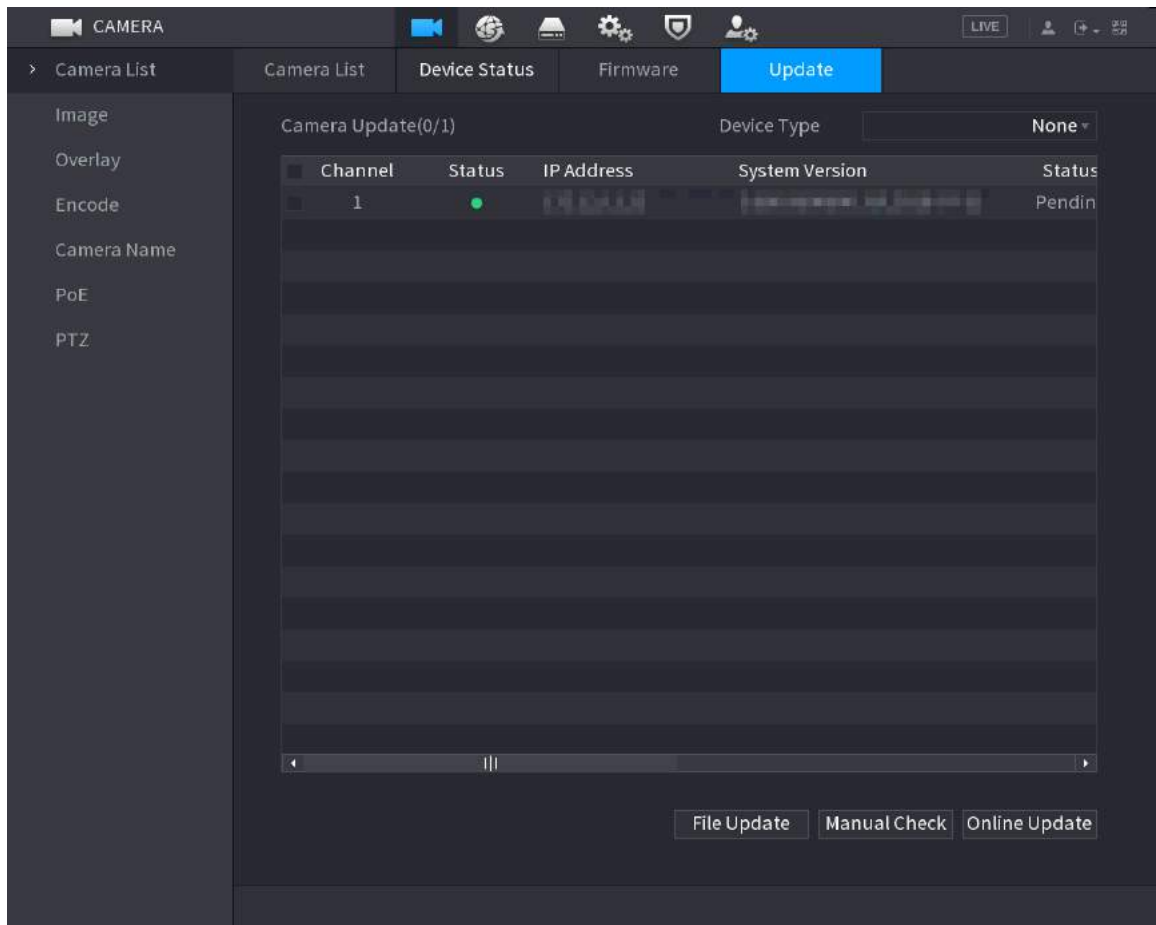 CAMERA LIVE
Camera List Camera List Device Status Firmware Update
Image
Camera Update(0/1) Device Type None
Overlay
Channel Status IP Address System Version Status
Encode 1 Pendin
Camera Name
PoE
PTZ
File Update Manual Check Online Update